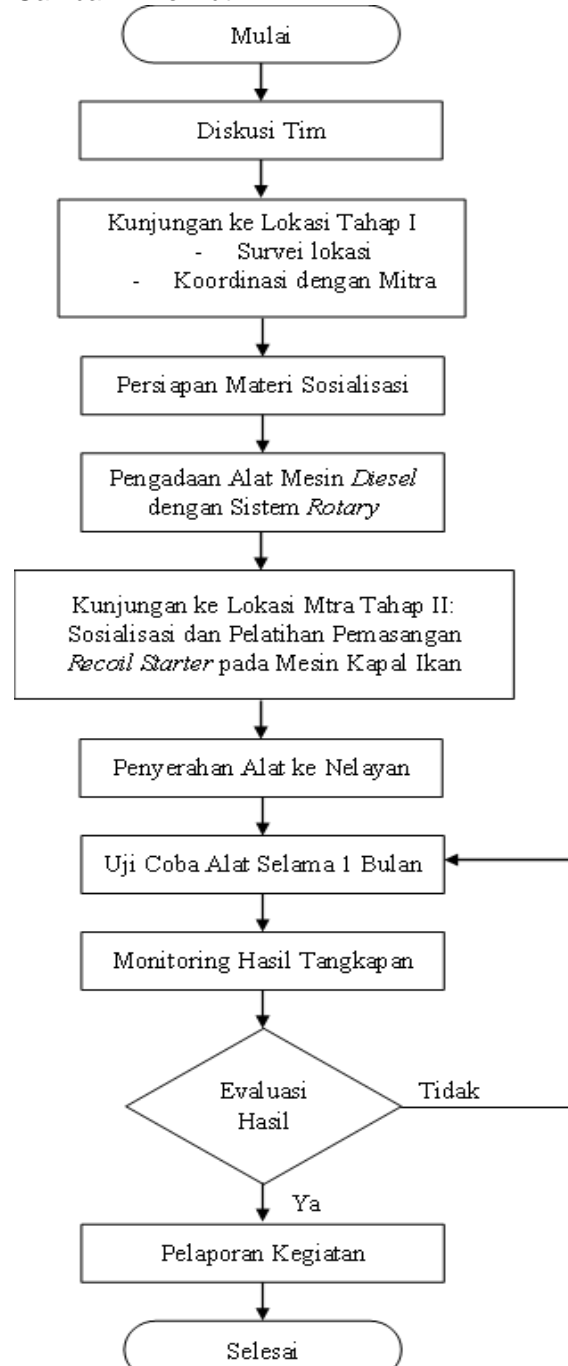 Mulai
Diskusi Tim
Kunjungan ke Lokasi Tahap I
- Survei lokasi
- Koordinasi dengan Mitra
Persiapan Materi Sosialisasi
Pengadaan Alat Mesin Diesel
dengan Sistem Rotary
Kunjungan ke Lokasi Mtra Tahap II:
Sosialisasi dan Pelatihan Pemasangan
Recoil Starter pada Mesin Kapal Ikan
Penyerahan Alat ke Nelayan
Uji Coba Alat Selama 1 Bulan
Monitoring Hasil Tangkapan
Evaluasi
Hasil
Tidak
Ya
Pelaporan Kegiatan
Selesai